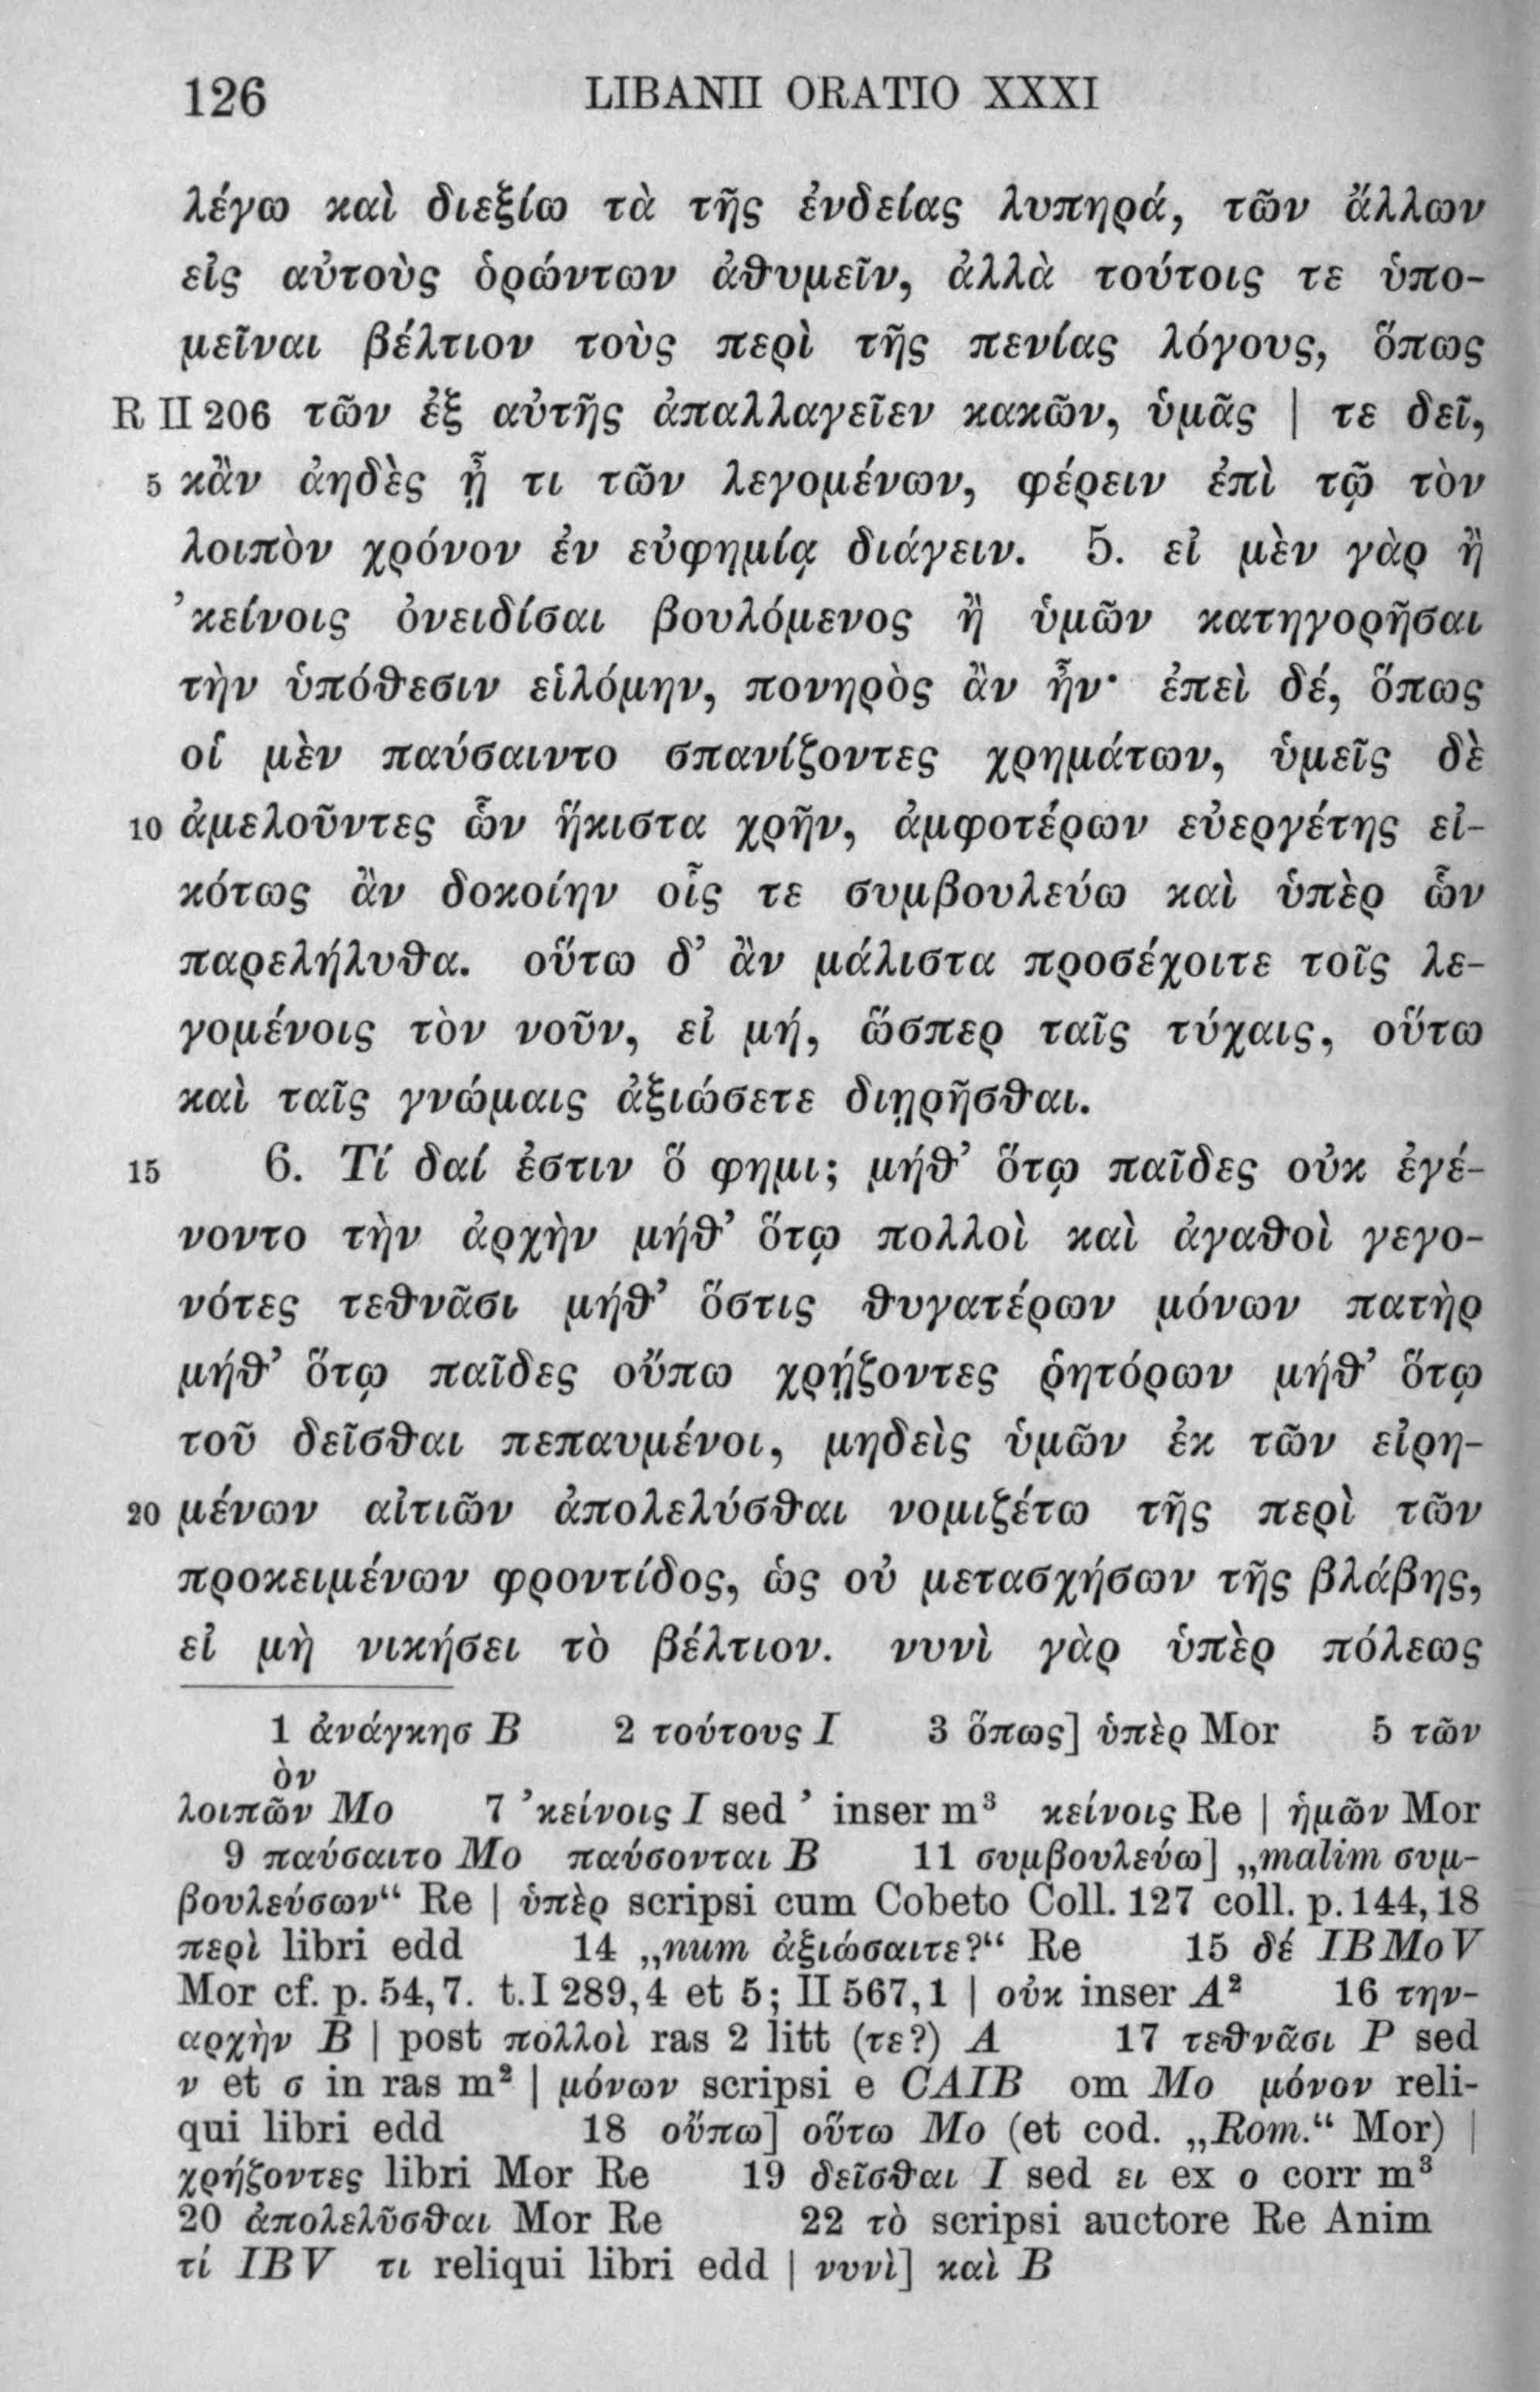 126 LIBANII ORATIO XXXI
λέγω καὶ διεξίω τὰ τῆς ἐνδείας λυπηρά, τῶν ἄλλων
εἰς αὐτοὺς ὁρώντων ἀθυμεῖν, ἀλλὰ τούτοις τε ὑπο-
μεῖναι βέλτιον τοὺς περὶ τῆς πενίας λόγους, ὅπως
R II 206 τῶν ἐξ αὐτῆς ἀπαλλαγεῖεν κακῶν, ὑμᾶς | τε δεῖ,
5 κἂν ἀηδὲς ᾖ τι τῶν λεγομένων, φέρειν ἐπὶ τῷ τὸν
λοιπὸν χρόνον ἐν εὐφημίᾳ διάγειν. 5. εἰ μὲν γὰρ ἢ
’κείνοις ὀνειδίσαι βουλόμενος ἢ ὑμῶν κατηγορῆσαι
τὴν ὑπόθεσιν εἱλόμην, πονηρὸς ἂν ἦν· ἐπεὶ δέ, ὅπως
οἱ μὲν παύσαιντο σπανίζοντες χρημάτων, ὑμεῖς δὲ
10 ἀμελοῦντες ὧν ἥκιστα χρῆν, ἀμφοτέρων εὐεργέτης εἰ-
κότως ἂν δοκοίην οἷς τε συμβουλεύω καὶ ὑπὲρ ὧν
παρελήλυθα. οὕτω δ’ ἂν μάλιστα προσέχοιτε τοῖς λε-
γομένοις τὸν νοῦν, εἰ μή, ὥσπερ ταῖς τύχαις, οὕτω
καὶ ταῖς γνώμαις ἀξιώσετε διῃρῆσθαι.
15 6. Τί δαί ἐστιν ὅ φημι; μήθ’ ὅτῳ παῖδες οὐκ ἐγέ-
νοντο τὴν ἀρχὴν μήθ’ ὅτῳ πολλοὶ καὶ ἀγαθοὶ γεγο-
νότες τεθνᾶσι μήθ’ ὅστις θυγατέρων μόνων πατὴρ
μήθ’ ὅτῳ παῖδες οὔπω χρῄζοντες ῥητόρων μήθ’ ὅτῳ
τοῦ δεῖσθαι πεπαυμένοι, μηδεὶς ὑμῶν ἐκ τῶν εἰρη-
20 μένων αἰτιῶν ἀπολελύσθαι νομιζέτω τῆς περὶ τῶν
προκειμένων φροντίδος, ὡς οὐ μετασχήσων τῆς βλάβης,
εἰ μὴ νικήσει τὸ βέλτιον. νυνὶ γὰρ ὑπὲρ πόλεως
1 ἀνάγκησ B 2 τούτους I 3 ὅπως] ὑπὲρ Mor 5 τῶν
ὸν
λοιπῶν Mo 7 ’κείνοις I sed ’ inser m³ κείνοις Re | ἡμῶν Mor
9 παύσαιτο Mo παύσονται B 11 συμβουλεύω] „malim συμ-
βουλεύσων“ Re | ὑπὲρ scripsi cum Cobeto Coll. 127 coll. p. 144, 18
περὶ libri edd 14 „num ἀξιώσαιτε?“ Re 15 δέ IBMoV
Mor cf. p. 54, 7. t. I 289, 4 et 5; II 567, 1 | οὐκ inser A² 16 την-
αρχὴν B | post πολλοὶ ras 2 litt (τε?) A 17 τεθνᾶσι P sed
ν et σ in ras m² | μόνων scripsi e CAIB om Mo μόνον reli-
qui libri edd 18 οὔπω] οὕτω Mo (et cod. „Rom.“ Mor) |
χρήζοντες libri Mor Re 19 δεῖσθαι I sed ει ex ο corr m³
20 ἀπολελῦσθαι Mor Re 22 τὸ scripsi auctore Re Anim
τί IBV τι reliqui libri edd | νυνὶ] καὶ B